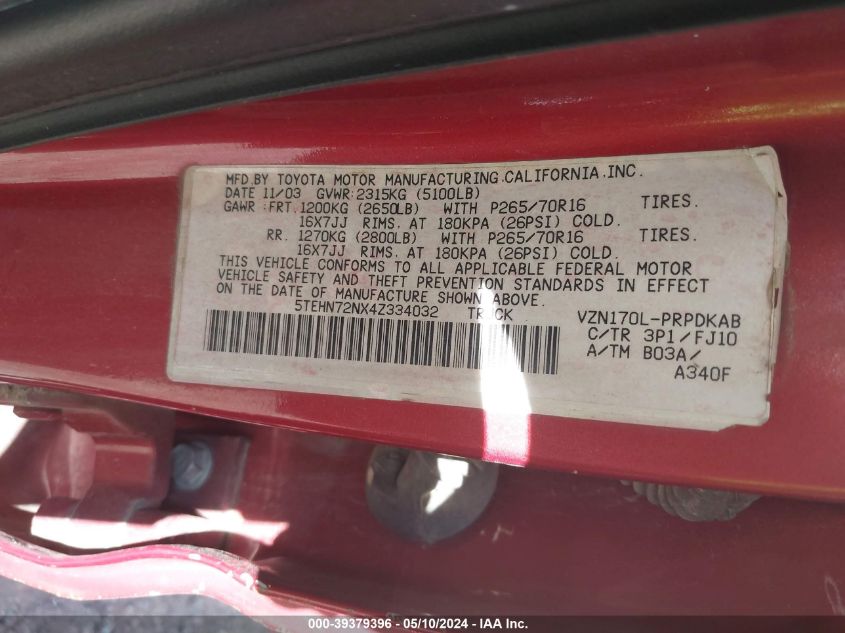 MFD.BY TOYOTA MOTOR MANUFACTURING CALIFORNIA.INC.
DATE 11/03 GVWR:2315KG (5100LB)
GAWR:FRT.1200KG (2650LB) WITH P265/70R16 TIRES.
16X7JJ RIMS. AT 180KPA (26PSI) COLD.
RR. 1270KG (2800LB) WITH P265/70R16 TIRES.
16X7JJ RIMS. AT 180KPA (26PSI) COLD.
THIS VEHICLE CONFORMS TO ALL APPLICABLE FEDERAL MOTOR
VEHICLE SAFETY AND THEFT PREVENTION STANDARDS IN EFFECT
ON THE DATE OF MANUFACTURE SHOWN ABOVE.
5TEHN72NX4Z334032 TRUCK VZN170L-PRPDKAB
C/TR 3P1/FJ10
A/TM B03A/
A340F
000-39379396 - 05/10/2024 - IAA Inc.